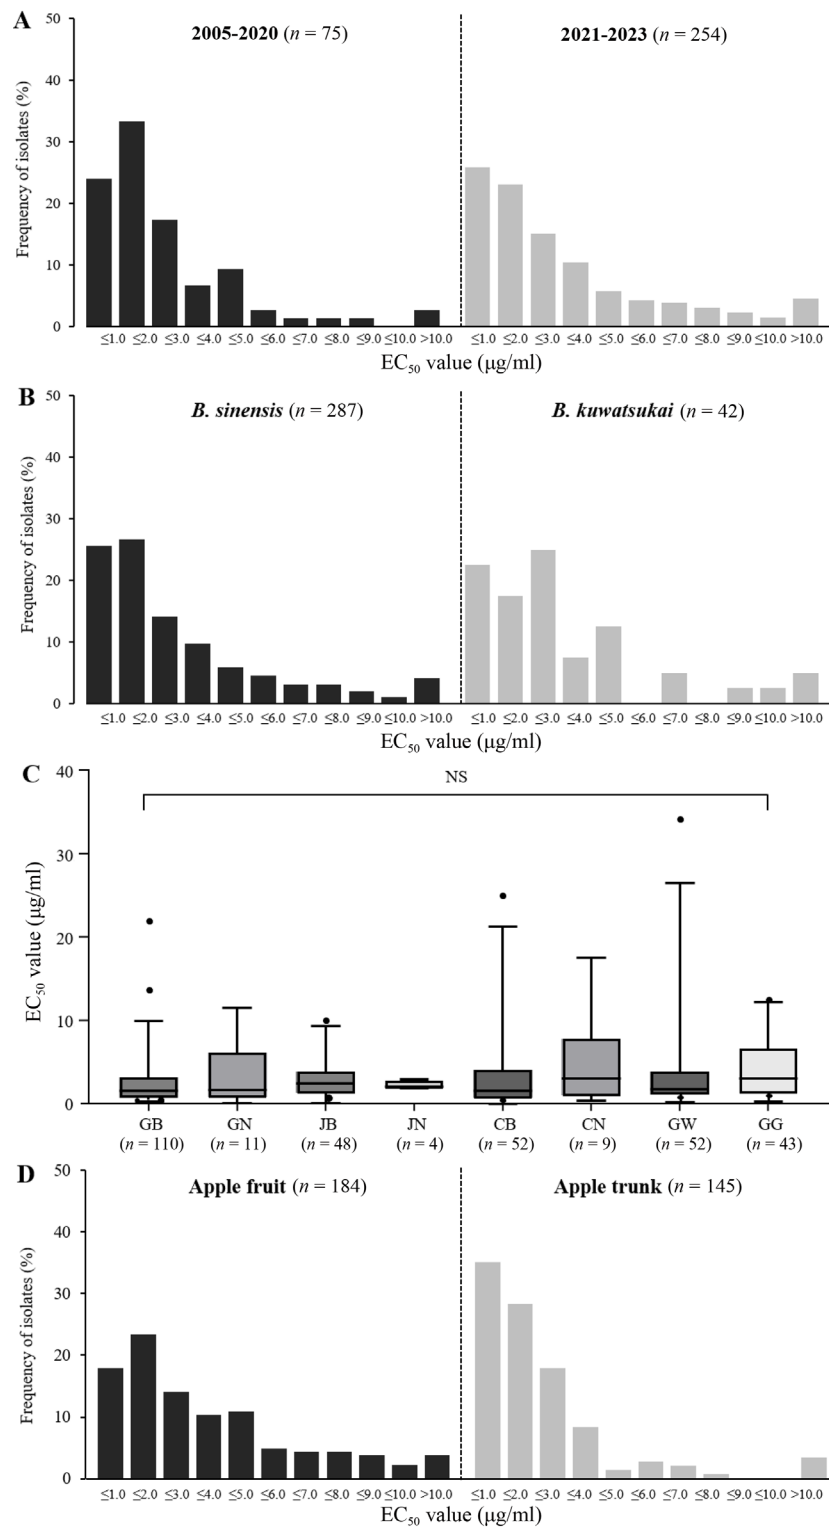 A
2005-2020 (n = 75)
2021-2023 (n = 254)
Frequency of isolates (%)
50
40
30
20
10
0
≤1.0 ≤2.0 ≤3.0 ≤4.0 ≤5.0 ≤6.0 ≤7.0 ≤8.0 ≤9.0 ≤10.0 >10.0
≤1.0 ≤2.0 ≤3.0 ≤4.0 ≤5.0 ≤6.0 ≤7.0 ≤8.0 ≤9.0 ≤10.0 >10.0
EC50 value (µg/ml)
B
B. sinensis (n = 287)
B. kuwatsukai (n = 42)
Frequency of isolates (%)
50
40
30
20
10
0
≤1.0 ≤2.0 ≤3.0 ≤4.0 ≤5.0 ≤6.0 ≤7.0 ≤8.0 ≤9.0 ≤10.0 >10.0
≤1.0 ≤2.0 ≤3.0 ≤4.0 ≤5.0 ≤6.0 ≤7.0 ≤8.0 ≤9.0 ≤10.0 >10.0
EC50 value (µg/ml)
C
NS
EC50 value (µg/ml)
40
30
20
10
0
GB GN JB JN CB CN GW GG
(n = 110) (n = 11) (n = 48) (n = 4) (n = 52) (n = 9) (n = 52) (n = 43)
D
Apple fruit (n = 184)
Apple trunk (n = 145)
Frequency of isolates (%)
50
40
30
20
10
0
≤1.0 ≤2.0 ≤3.0 ≤4.0 ≤5.0 ≤6.0 ≤7.0 ≤8.0 ≤9.0 ≤10.0 >10.0
≤1.0 ≤2.0 ≤3.0 ≤4.0 ≤5.0 ≤6.0 ≤7.0 ≤8.0 ≤9.0 ≤10.0 >10.0
EC50 value (µg/ml)